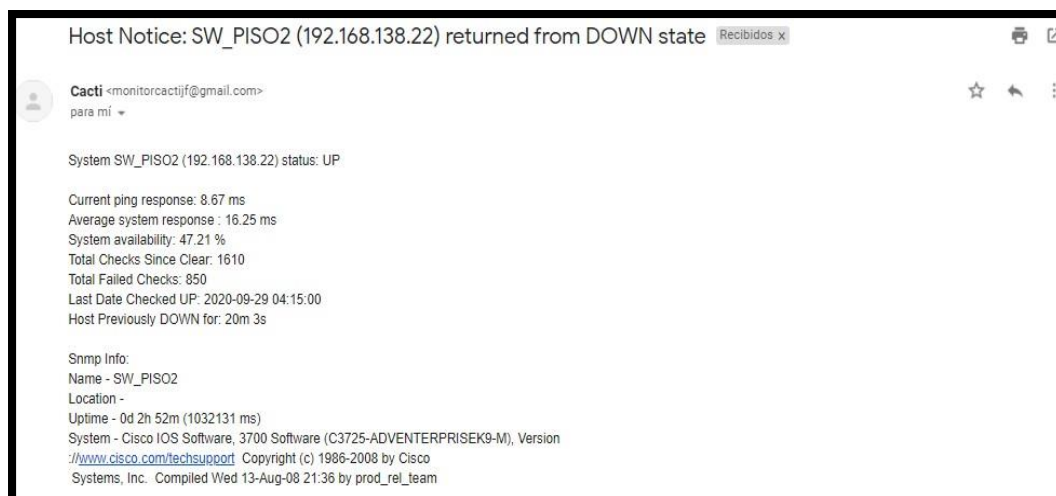 Host Notice: SW_PISO2 (192.168.138.22) returned from DOWN state Recibidos x
Cacti <monitorcactijf@gmail.com>
para mí
System SW_PISO2 (192.168.138.22) status: UP
Current ping response: 8.67 ms
Average system response : 16.25 ms
System availability: 47.21 %
Total Checks Since Clear: 1610
Total Failed Checks: 850
Last Date Checked UP: 2020-09-29 04:15:00
Host Previously DOWN for: 20m 3s
Snmp Info:
Name - SW_PISO2
Location -
Uptime - 0d 2h 52m (1032131 ms)
System - Cisco IOS Software, 3700 Software (C3725-ADVENTERPRISEK9-M), Version
://www.cisco.com/techsupport Copyright (c) 1986-2008 by Cisco
Systems, Inc. Compiled Wed 13-Aug-08 21:36 by prod_rel_team